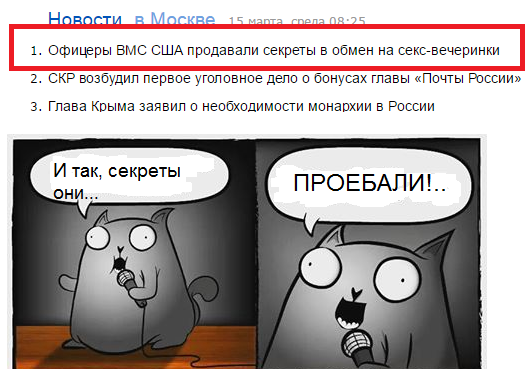 Новости в Москве 15 марта, среда 08:25
1. Офицеры ВМС США продавали секреты в обмен на секс-вечеринки
2. СКР возбудил первое уголовное дело о бонусах главы «Почты России»
3. Глава Крыма заявил о необходимости монархии в России
И так, секреты
они...
ПРОЕБАЛИ!..